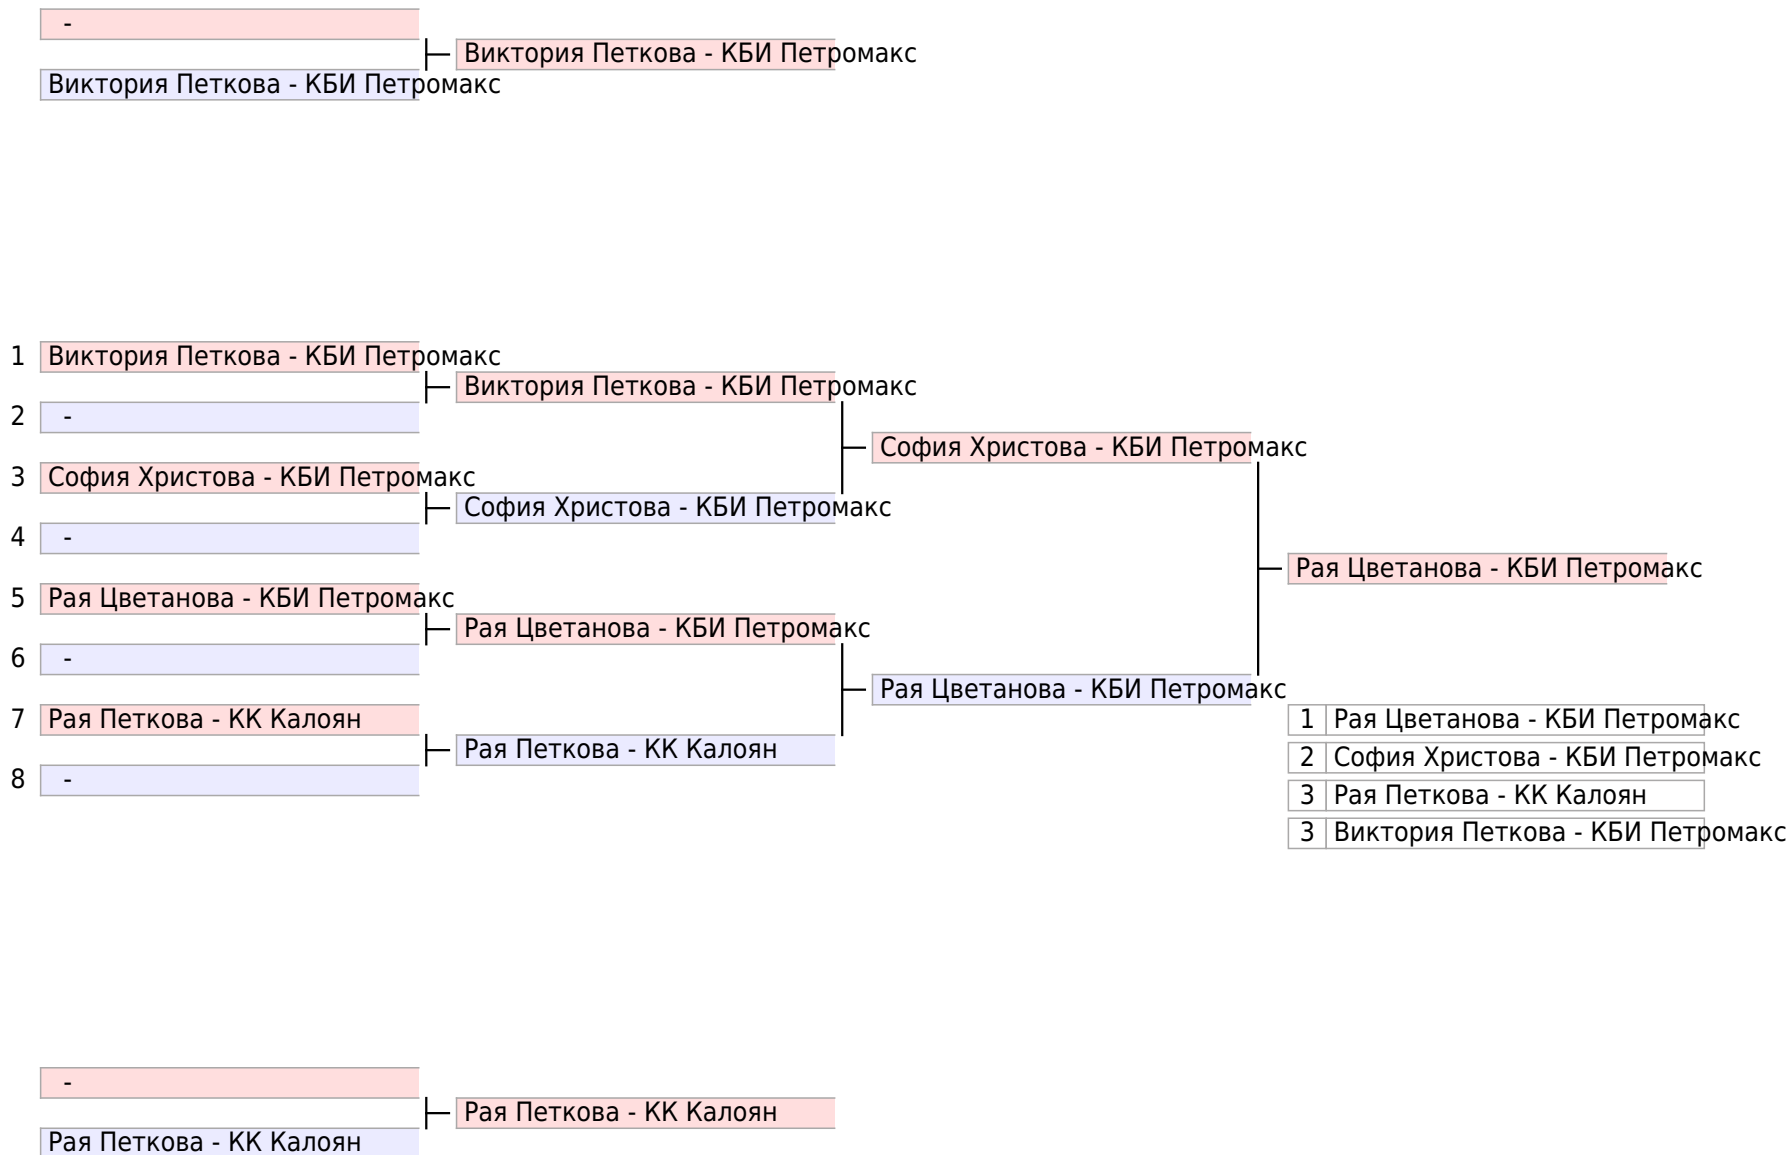 -
Виктория Петкова - КБИ Петромакс
Виктория Петкова - КБИ Петромакс
1 Виктория Петкова - КБИ Петромакс
Виктория Петкова - КБИ Петромакс
2 -
София Христова - КБИ Петромакс
3 София Христова - КБИ Петромакс
София Христова - КБИ Петромакс
4 -
Рая Цветанова - КБИ Петромакс
5 Рая Цветанова - КБИ Петромакс
Рая Цветанова - КБИ Петромакс
6 -
Рая Цветанова - КБИ Петромакс
7 Рая Петкова - КК Калоян
1 Рая Цветанова - КБИ Петромакс
Рая Петкова - КК Калоян
2 София Христова - КБИ Петромакс
8 -
3 Рая Петкова - КК Калоян
3 Виктория Петкова - КБИ Петромакс
-
Рая Петкова - КК Калоян
Рая Петкова - КК Калоян